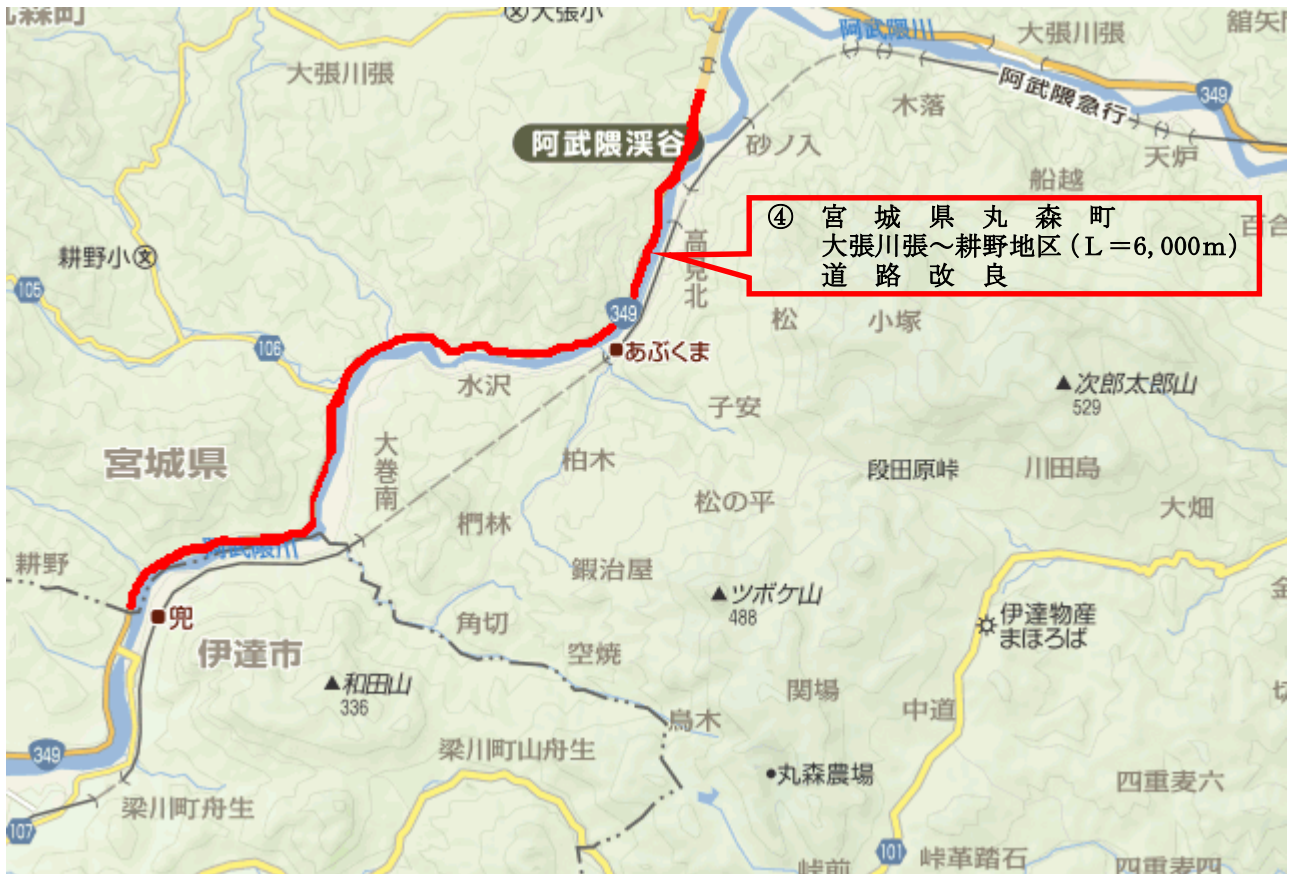 丸森町
大張小
大張川張
阿武隈川
大張川張
阿武隈急行
349
木落
天炉
船越
阿武隈渓谷
砂ノ入
④ 宮城県丸森町
大張川張～耕野地区(L＝6,000m)
道路改良
高見北
耕野小
105
106
349
あぶくま
松
小塚
水沢
子安
次郎太郎山
529
大巻南
宮城県
柏木
段田原峠
川田島
松の平
大畑
椚林
阿武隈川
耕野
鍛治屋
ツボケ山
488
兜
伊達物産
まほろば
角切
伊達市
空焼
和田山
336
関場
中道
鳥木
349
梁川町山舟生
丸森農場
四重麦六
梁川町舟生
107
101
峠前
峠革踏石
四重麦四